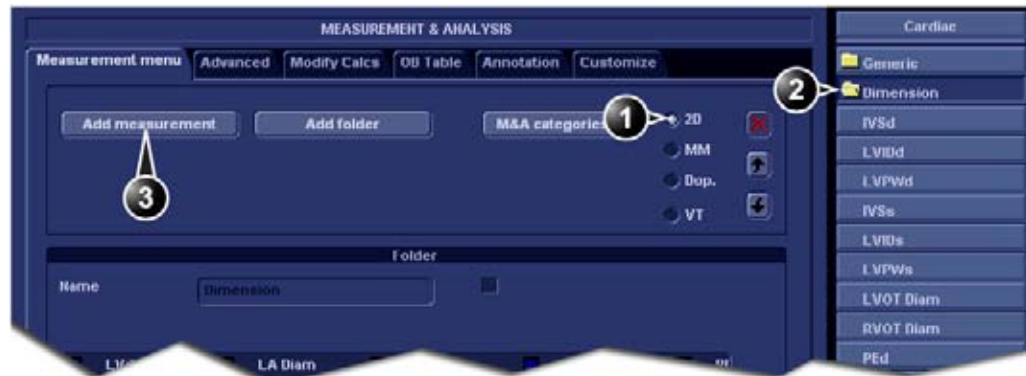 MEASUREMENT & ANALYSIS
Measurement menu Advanced Modify Calcs OB Table Annotation Customize
Add measurement Add folder M&A categories 1 2D
MM
Dop.
VT
3
Folder
Name Dimension
LA Diam
Cardiac
Generic
2 Dimension
IVSd
LVIDd
LVPWd
IVSs
LVIDs
LVPWs
LVOT Diam
RVOT Diam
PEd